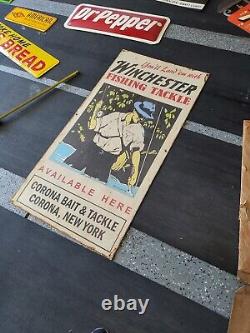 Dr Pepper
BREAD
You'll Land 'em with
WINCHESTER
FISHING TACKLE
AVAILABLE HERE
CORONA BAIT & TACKLE
CORONA, NEW YORK